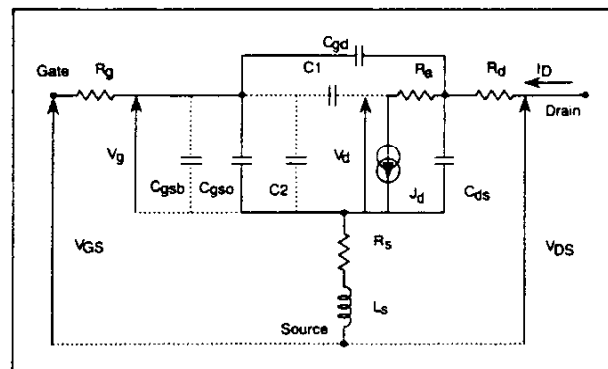 Cgd
C1
Gate
Rg
Ra
Rd
ID
Drain
Vg
Cgsb
Cgso
C2
Vd
Jd
Cds
VGS
Rs
VDS
Ls
Source